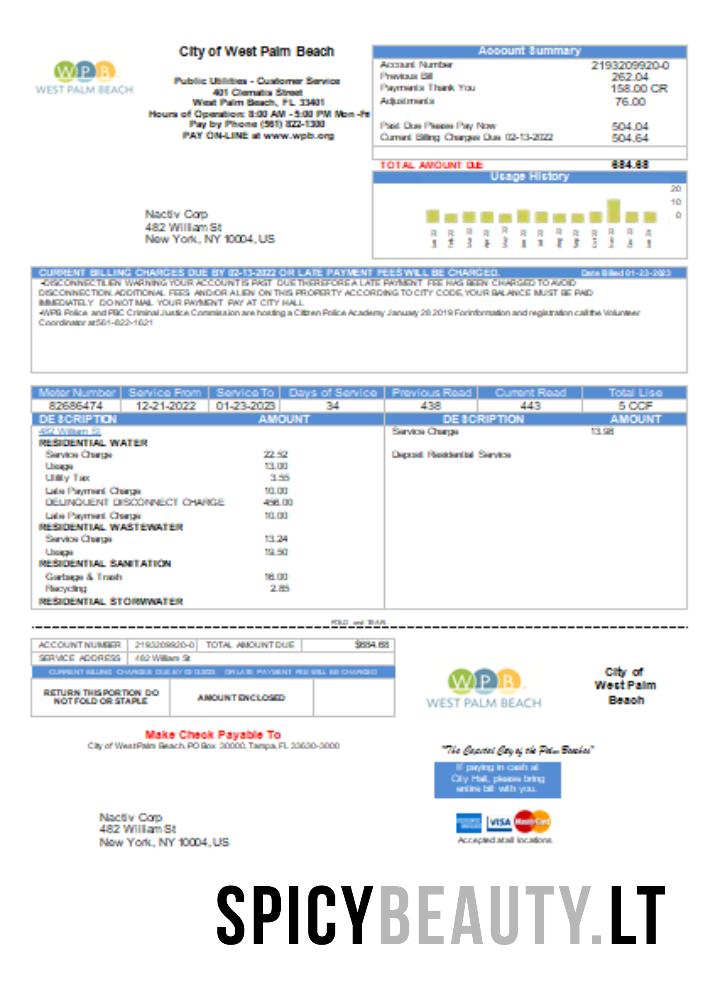 WPB
WEST PALM BEACH
City of West Palm Beach
Public Utilities - Customer Service
401 Clematis Street
West Palm Beach, FL 33401
Hours of Operation: 8:00 AM - 5:00 PM Mon -Fri
Pay by Phone (561) 822-1300
PAY ON-LINE at www.wpb.org
Account Summary
Account Number 2193209920-0
Previous Bill 262.04
Payments Thank You 158.00 CR
Adjustments 76.00
Past Due Please Pay Now 504.04
Current Billing Charges Due 02-13-2022 504.64
TOTAL AMOUNT DUE 684.68
Usage History
20
10
0
Nactiv Corp
482 William St
New York, NY 10004, US
CURRENT BILLING CHARGES DUE BY 02-13-2022 OR LATE PAYMENT FEES WILL BE CHARGED. Date Billed 01-23-2023
WARNING YOUR ACCOUNT IS PAST DUE THEREFORE A LATE PAYMENT FEE HAS BEEN CHARGED TO AVOID
DISCONNECTION. ADDITIONAL FEES AND/OR A LIEN ON THIS PROPERTY ACCORDING TO CITY CODE, YOUR BALANCE MUST BE PAID
IMMEDIATELY DO NOT MAIL YOUR PAYMENT PAY AT CITY HALL
•WPB Police and PBC Criminal Justice Commission are hosting a Citizen Police Academy January 28 2019 For information and registration call the Volunteer
Coordinator at 561-822-1621
Meter Number Service From Service To Days of Service Previous Read Current Read Total Use
82686474 12-21-2022 01-23-2023 34 438 443 5 CCF
DESCRIPTION AMOUNT DESCRIPTION AMOUNT
482 William St
RESIDENTIAL WATER
Service Charge 22.52
Usage 13.00
Utility Tax 3.55
Late Payment Charge 10.00
DELINQUENT DISCONNECT CHARGE 456.00
Late Payment Charge 10.00
RESIDENTIAL WASTEWATER
Service Charge 13.24
Usage 19.50
RESIDENTIAL SANITATION
Garbage & Trash 16.00
Recycling 2.85
RESIDENTIAL STORMWATER
Service Charge 13.98
Deposit Residential Service
FOLD and TEAR
ACCOUNT NUMBER 2193209920-0 TOTAL AMOUNT DUE $684.68
SERVICE ADDRESS 482 William St
CURRENT BILLING CHARGES DUE BY OR LATE PAYMENT FEE WILL BE CHARGED
RETURN THIS PORTION DO
NOT FOLD OR STAPLE
AMOUNT ENCLOSED
WPB
WEST PALM BEACH
City of
West Palm
Beach
Make Check Payable To
City of West Palm Beach, PO Box 30000, Tampa, FL 33630-3000
"The Capital City of the Palm Beaches"
If paying in cash at
City Hall, please bring
entire bill with you.
VISA MasterCard
Accepted at all locations.
Nactiv Corp
482 William St
New York, NY 10004, US
SPICYBEAUTY.LT